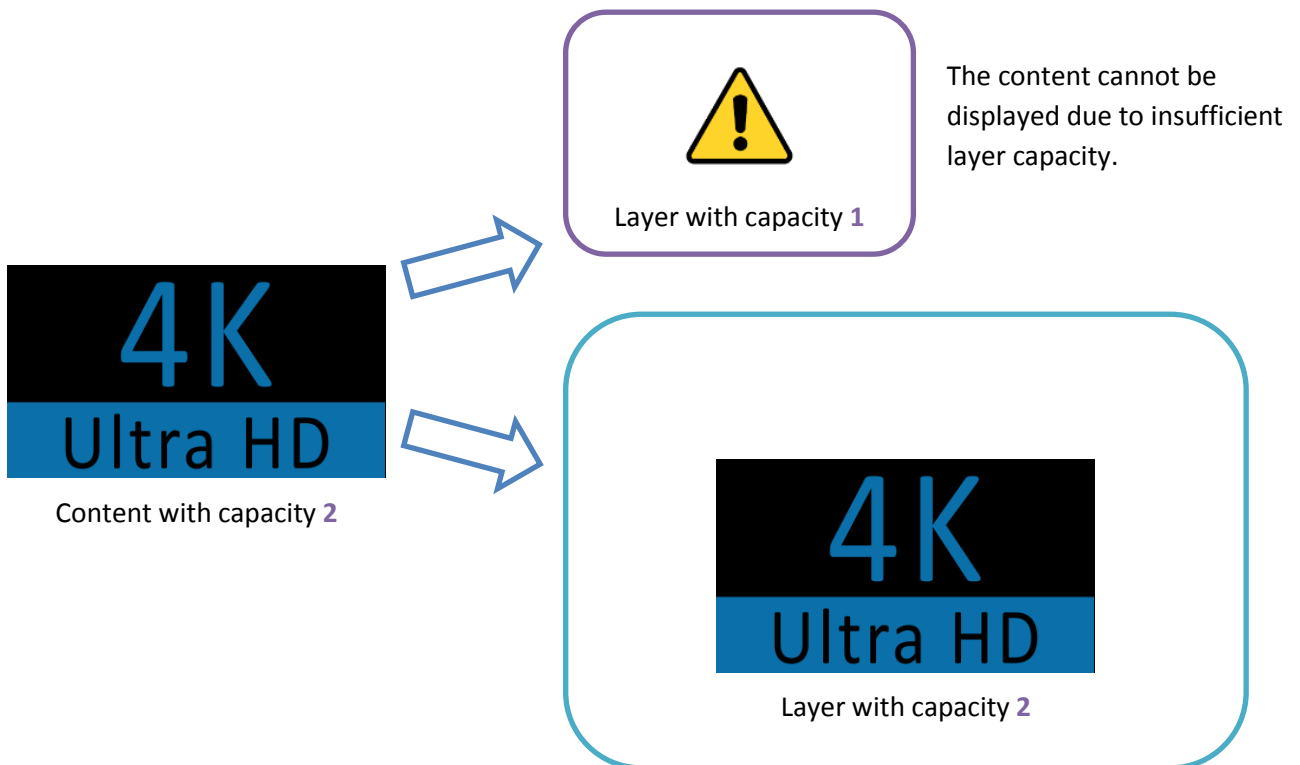 The content cannot be
displayed due to insufficient
layer capacity.
Layer with capacity 1
4K
Ultra HD
Content with capacity 2
4K
Ultra HD
Layer with capacity 2